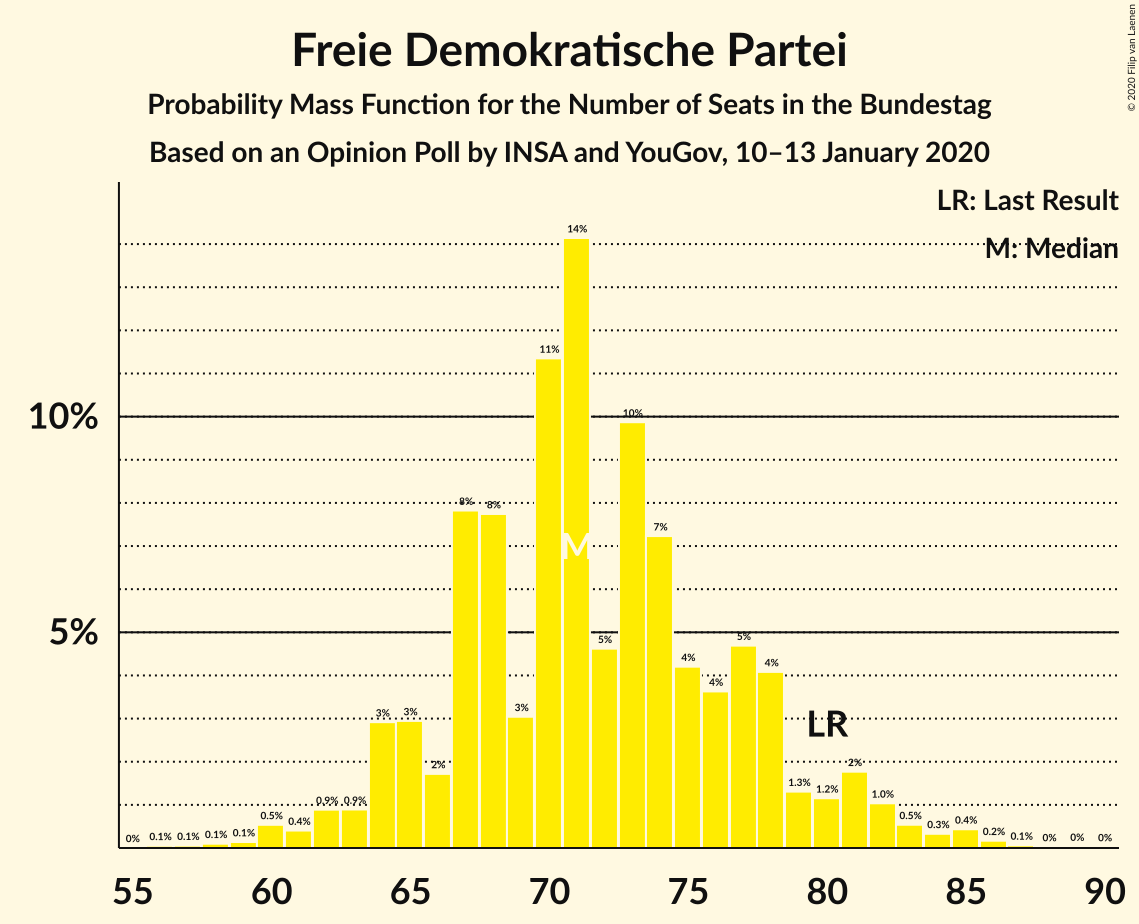 © 2020 Filip van Laenen
Freie Demokratische Partei
Probability Mass Function for the Number of Seats in the Bundestag
Based on an Opinion Poll by INSA and YouGov, 10–13 January 2020
LR: Last Result
M: Median
10%
5%
0% 0.1% 0.1% 0.1% 0.1% 0.5% 0.4% 0.9% 0.9% 3% 3% 2% 8% 8% 3% 11% 14% 5% 10% 7% 4% 4% 5% 4% 1.3% 1.2% 2% 1.0% 0.5% 0.3% 0.4% 0.2% 0.1% 0% 0% 0%
M
LR
55 60 65 70 75 80 85 90